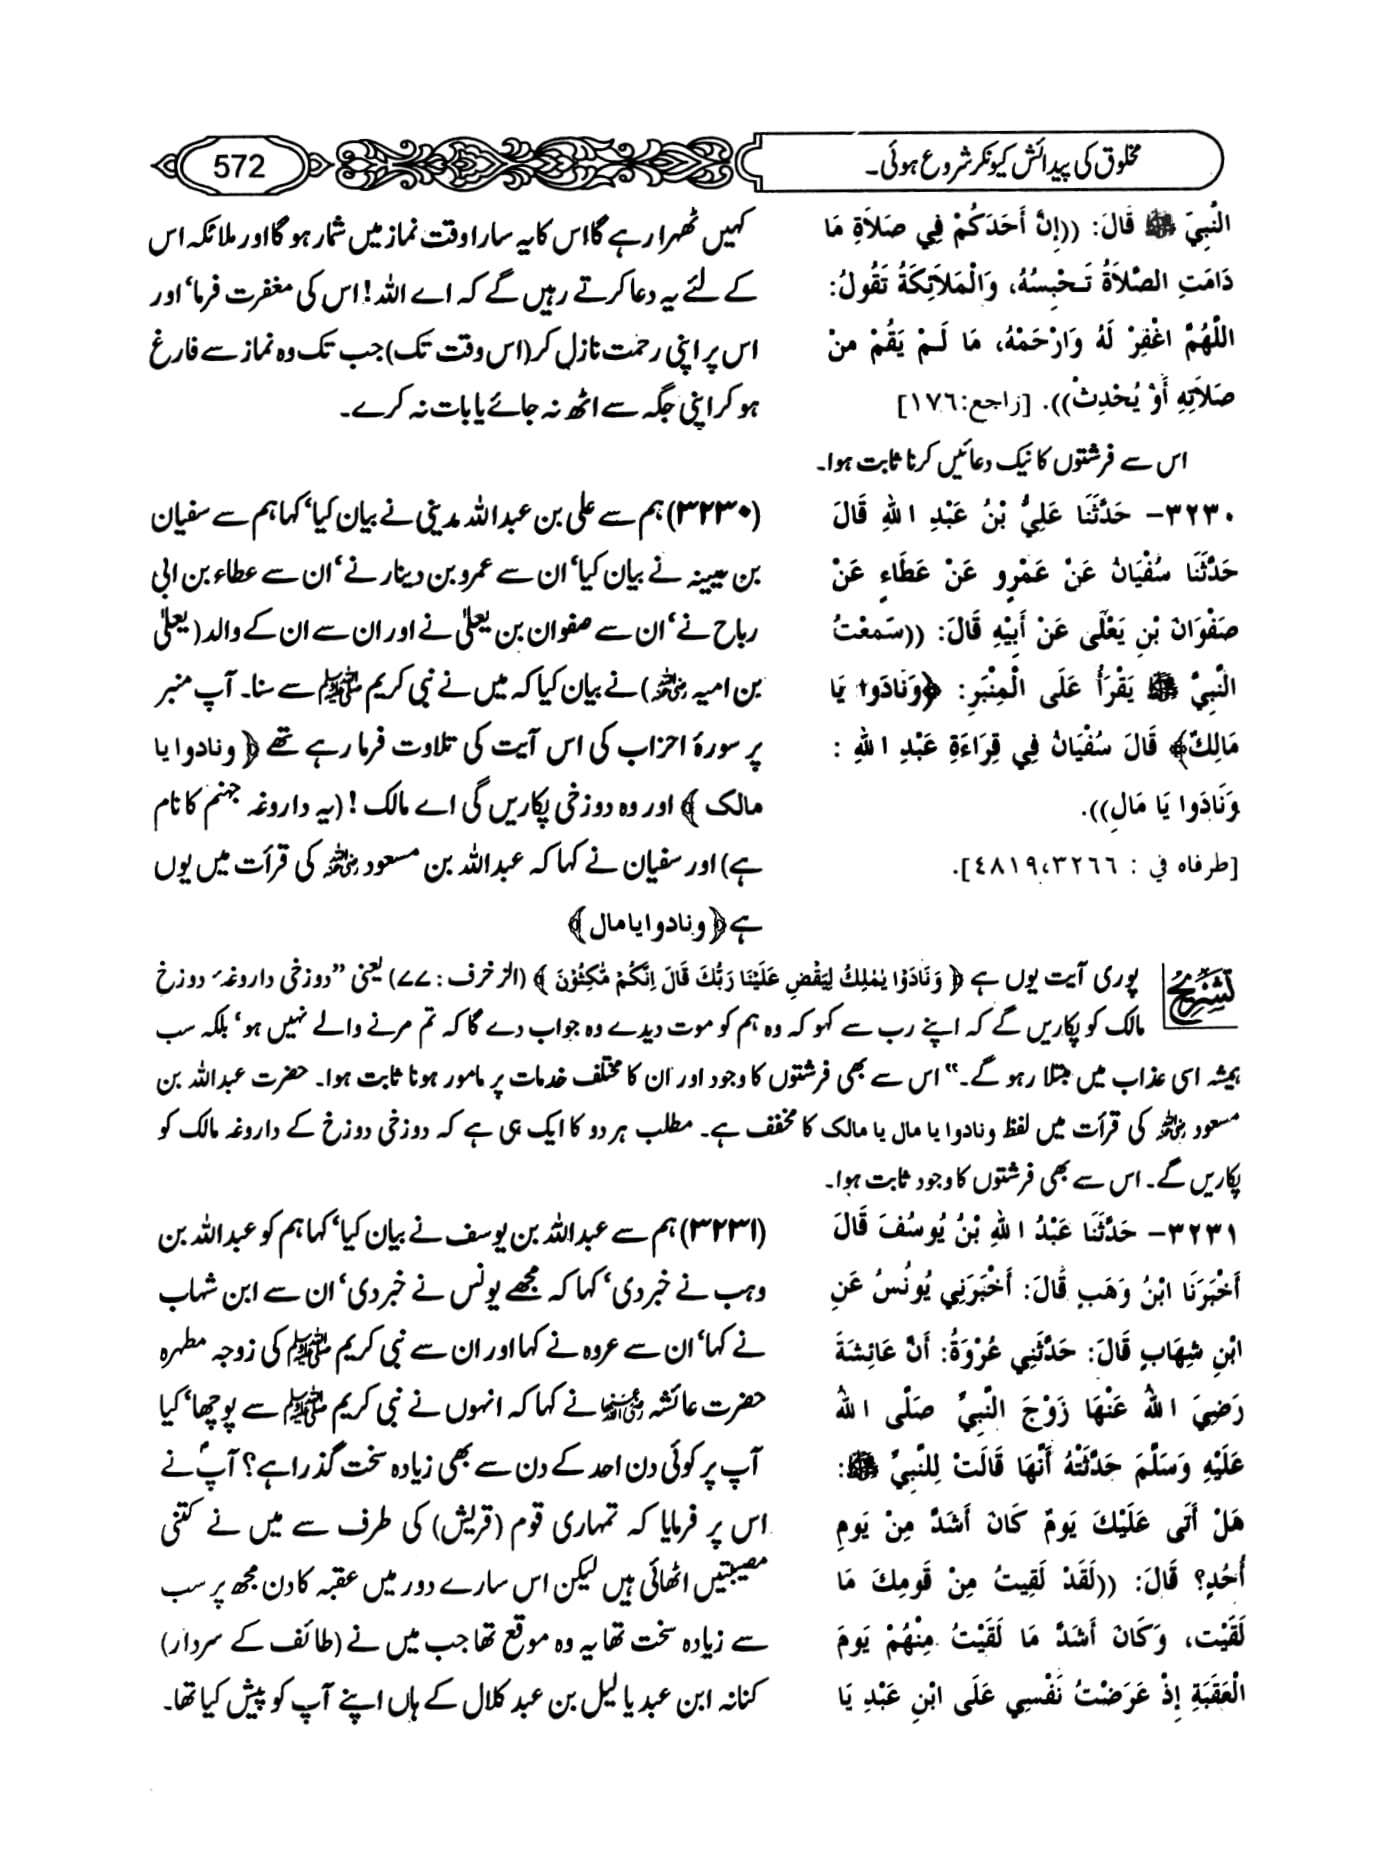 مخلوق کی پیدائش کیونکر شروع ہوئی۔
572
النَّبِيِّ ﷺ قَالَ: ((إِنَّ أَحَدَكُمْ فِي صَلَاةٍ مَا
دَامَتِ الصَّلاَةُ تَحْبِسُهُ، وَالْمَلاَئِكَةُ تَقُولُ:
اللَّهُمَّ اغْفِرْ لَهُ وَارْحَمْهُ، مَا لَمْ يَقُمْ مِنْ
صَلاَتِهِ أَوْ يُحْدِثْ)). [راجع:١٧٦]
کہیں ٹھہرا رہے گا اس کا یہ سارا وقت نماز میں شمار ہو گا اور ملائکہ اس
کے لئے یہ دعا کرتے رہیں گے کہ اے اللہ! اس کی مغفرت فرما‘ اور
اس پر اپنی رحمت نازل کر (اس وقت تک) جب تک وہ نماز سے فارغ
ہو کر اپنی جگہ سے اٹھ نہ جائے یا بات نہ کرے۔
اس سے فرشتوں کا نیک دعائیں کرنا ثابت ہوا۔
٣٢٣٠– حَدَّثَنَا عَلِيُّ بْنُ عَبْدِ اللهِ قَالَ
حَدَّثَنَا سُفْيَانُ عَنْ عَمْرٍو عَنْ عَطَاءٍ عَنْ
صَفْوَانَ بْنِ يَعْلَى عَنْ أَبِيْهِ قَالَ: ((سَمِعْتُ
النَّبِيَّ ﷺ يَقْرَأُ عَلَى الْمِنْبَرِ: ﴿وَنَادَوا يَا
مَالِكُ﴾ قَالَ سُفْيَانُ فِي قِرَاءَةِ عَبْدِ اللهِ :
وَنَادَوا يَا مَالِ)).
[طرفاه في : ٣٢٦٦، ٤٨١٩].
(۳۲۳۰) ہم سے علی بن عبداللہ مدینی نے بیان کیا‘ کہا ہم سے سفیان
بن عیینہ نے بیان کیا‘ ان سے عمرو بن دینار نے‘ ان سے عطاء بن ابی
رباح نے‘ ان سے صفوان بن یعلیٰ نے اور ان سے ان کے والد (یعلیٰ
بن امیہ رضی اللہ عنہ) نے بیان کیا کہ میں نے نبی کریم ﷺ سے سنا۔ آپ منبر
پر سورۂ احزاب کی اس آیت کی تلاوت فرما رہے تھے ﴿ ونادوا یا
مالک ﴾ اور وہ دوزخی پکاریں گی اے مالک! (یہ داروغہ جہنم کا نام
ہے) اور سفیان نے کہا کہ عبداللہ بن مسعود رضی اللہ عنہ کی قرأت میں یوں
ہے ﴿ ونادوا یا مال ﴾
تشریح پوری آیت یوں ہے ﴿ وَنَادَوْا یٰمٰلِكُ لِیَقْضِ عَلَیْنَا رَبُّكَ قَالَ اِنَّكُمْ مّٰكِثُوْنَ ﴾ (الزخرف: ۷۷) یعنی ”دوزخی داروغہ‘ دوزخ
مالک کو پکاریں گے کہ اپنے رب سے کہو کہ وہ ہم کو موت دیدے وہ جواب دے گا کہ تم مرنے والے نہیں ہو‘ بلکہ سب
ہمیشہ اسی عذاب میں مبتلا رہو گے۔“ اس سے بھی فرشتوں کا وجود اور ان کا مختلف خدمات پر مامور ہونا ثابت ہوا۔ حضرت عبداللہ بن
مسعود رضی اللہ عنہ کی قرأت میں لفظ ونادوا یا مال یا مالک کا مخفف ہے۔ مطلب ہر دو کا ایک ہی ہے کہ دوزخی دوزخ کے داروغہ مالک کو
پکاریں گے۔ اس سے بھی فرشتوں کا وجود ثابت ہوا۔
٣٢٣١– حَدَّثَنَا عَبْدُ اللهِ بْنُ يُوسُفَ قَالَ
أَخْبَرَنَا ابْنُ وَهَبٍ قَالَ: أَخْبَرَنِي يُونُسُ عَنِ
ابْنِ شِهَابٍ قَالَ: حَدَّثَنِي عُرْوَةُ: أَنَّ عَائِشَةَ
رَضِيَ اللهُ عَنْهَا زَوْجَ النَّبِيِّ صَلَّى اللهُ
عَلَيْهِ وَسَلَّمَ حَدَّثَتْهُ أَنَّهَا قَالَتْ لِلنَّبِيِّ ﷺ:
هَلْ أَتَى عَلَيْكَ يَومٌ كَانَ أَشَدَّ مِنْ يَومِ
أُحُدٍ؟ قَالَ: ((لَقَدْ لَقِيتُ مِنْ قَومِكَ مَا
لَقَيْتُ، وَكَانَ أَشَدَّ مَا لَقَيْتُ مِنْهُمْ يَومَ
الْعَقَبَةِ إِذْ عَرَضْتُ نَفْسِي عَلَى ابْنِ عَبْدِ يَا
(۳۲۳۱) ہم سے عبداللہ بن یوسف نے بیان کیا‘ کہا ہم کو عبداللہ بن
وہب نے خبر دی‘ کہا کہ مجھے یونس نے خبر دی‘ ان سے ابن شہاب
نے کہا‘ ان سے عروہ نے کہا اور ان سے نبی کریم ﷺ کی زوجہ مطہرہ
حضرت عائشہ رضی اللہ عنہا نے کہا کہ انہوں نے نبی کریم ﷺ سے پوچھا‘ کیا
آپ پر کوئی دن احد کے دن سے بھی زیادہ سخت گذرا ہے؟ آپؐ نے
اس پر فرمایا کہ تمہاری قوم (قریش) کی طرف سے میں نے کتنی
مصیبتیں اٹھائی ہیں لیکن اس سارے دور میں عقبہ کا دن مجھ پر سب
سے زیادہ سخت تھا یہ وہ موقع تھا جب میں نے (طائف کے سردار)
کنانہ ابن عبد یا لیل بن عبد کلال کے ہاں اپنے آپ کو پیش کیا تھا۔